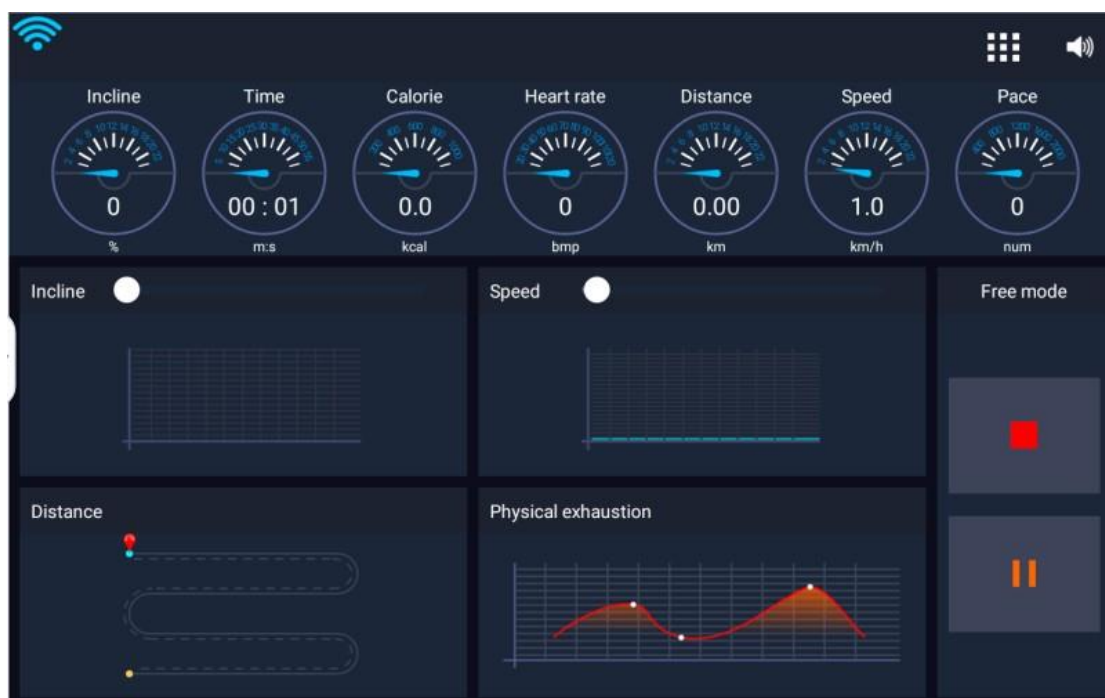 Incline Time Calorie Heart rate Distance Speed Pace
0 00 : 01 0.0 0 0.00 1.0 0
% m:s kcal bmp km km/h num
Incline Speed Free mode
Distance Physical exhaustion